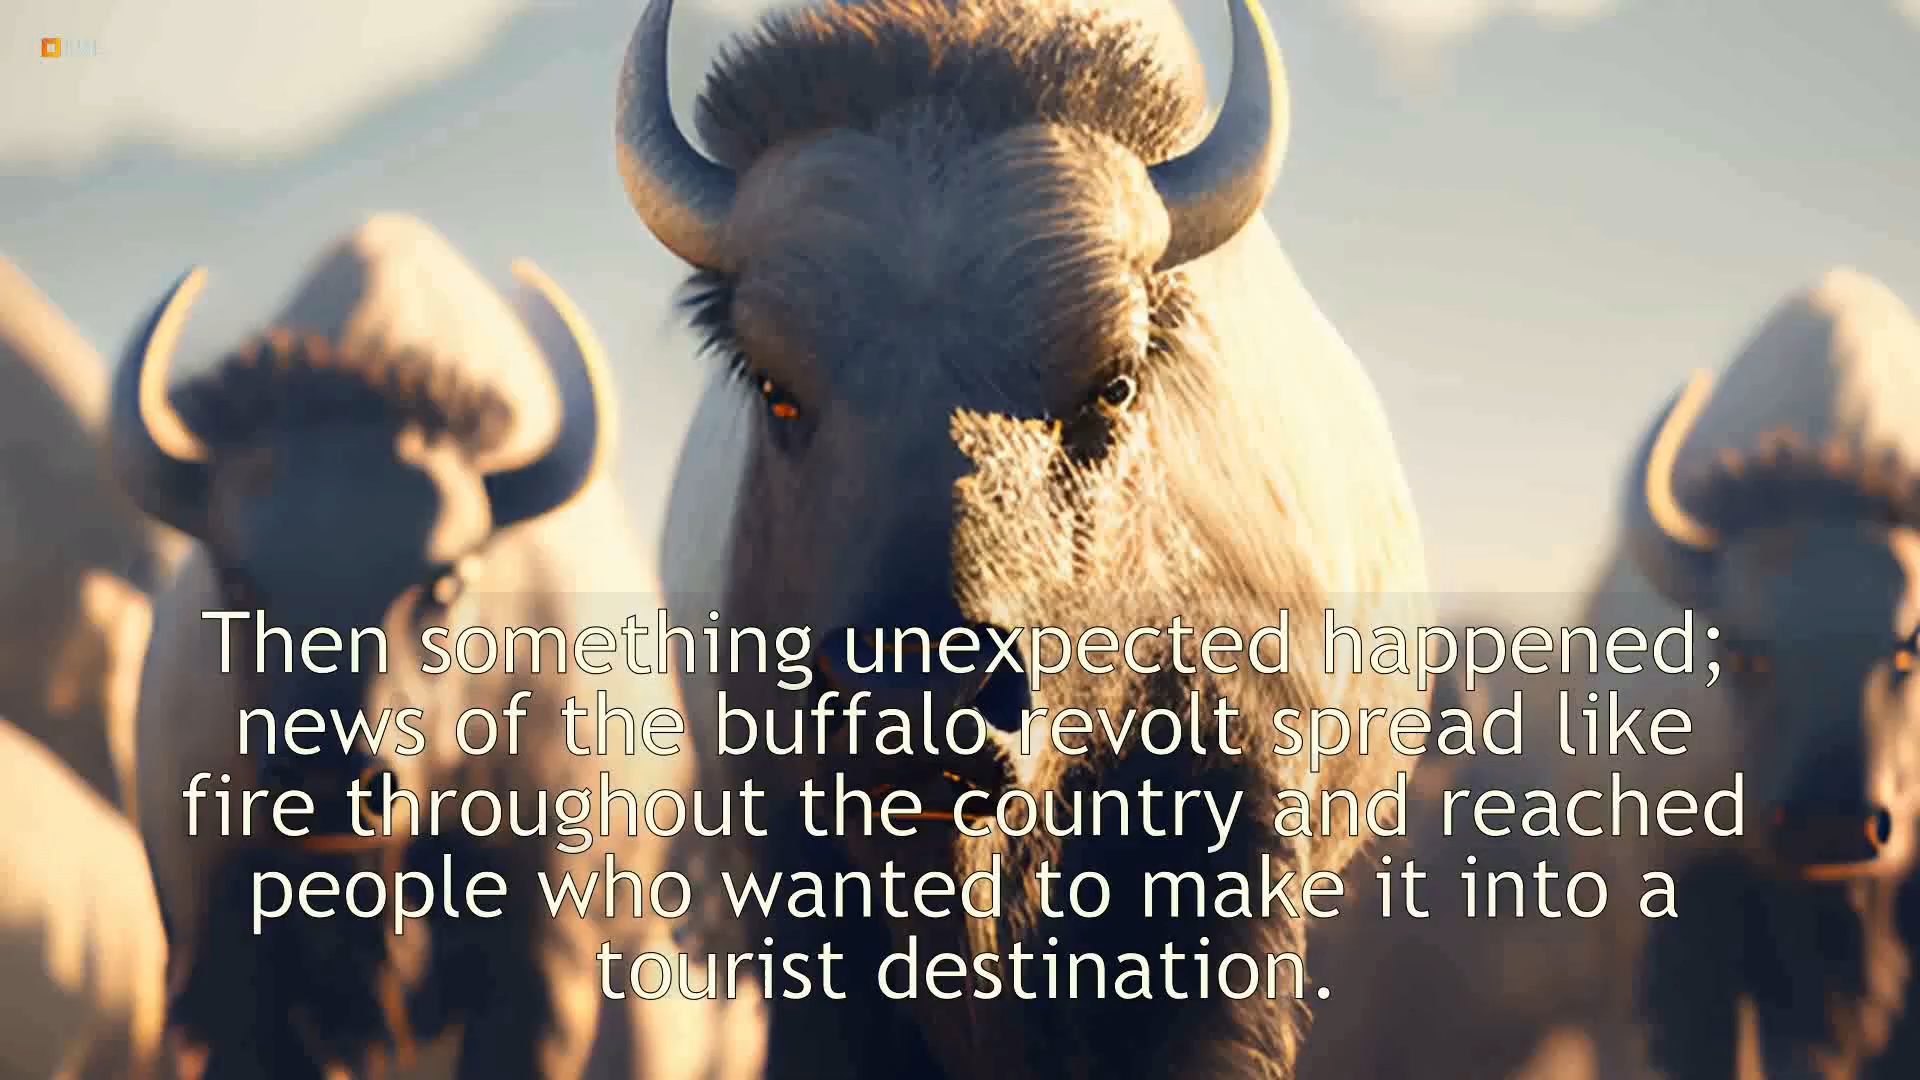 Then something unexpected happened;
news of the buffalo revolt spread like
fire throughout the country and reached
people who wanted to make it into a
tourist destination.